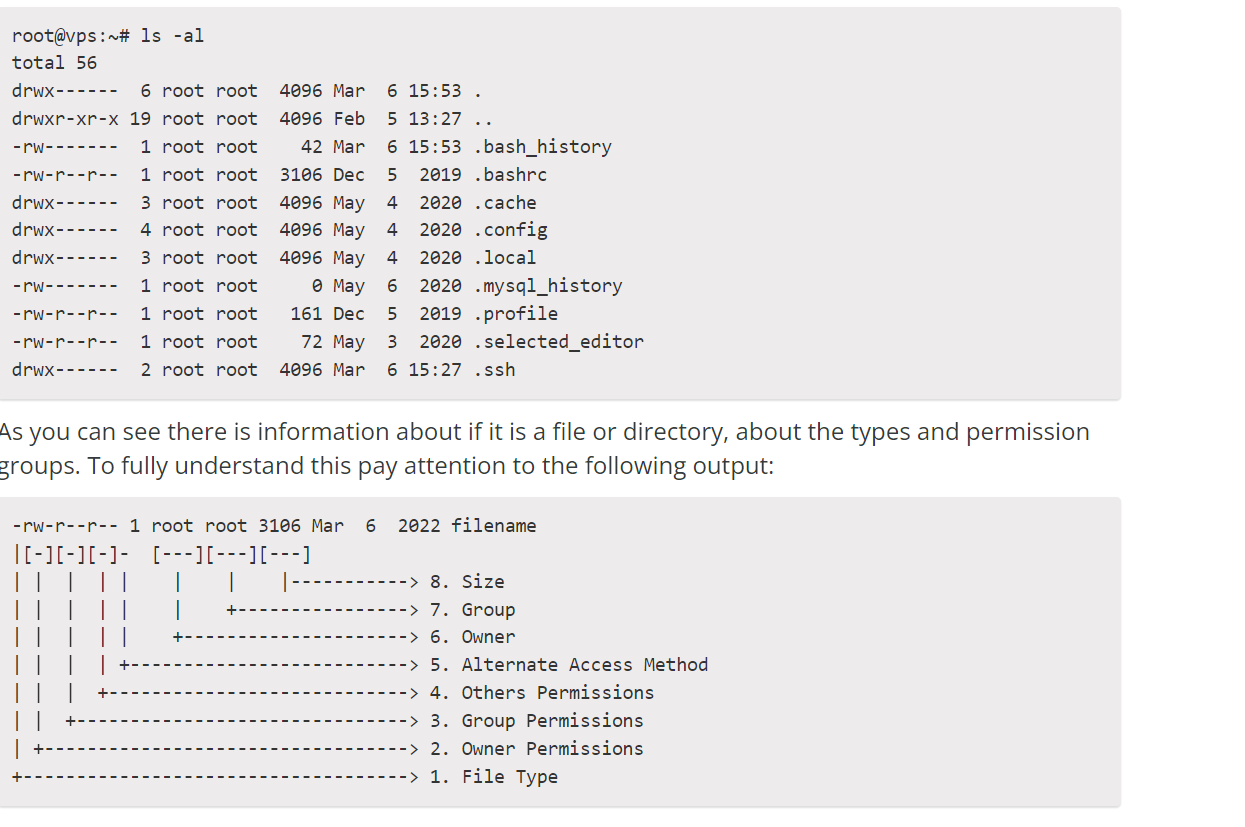 root@vps:~# ls -al
total 56
drwx------  6 root root  4096 Mar  6 15:53 .
drwxr-xr-x 19 root root  4096 Feb  5 13:27 ..
-rw-------  1 root root    42 Mar  6 15:53 .bash_history
-rw-r--r--  1 root root  3106 Dec  5  2019 .bashrc
drwx------  3 root root  4096 May  4  2020 .cache
drwx------  4 root root  4096 May  4  2020 .config
drwx------  3 root root  4096 May  4  2020 .local
-rw-------  1 root root     0 May  6  2020 .mysql_history
-rw-r--r--  1 root root   161 Dec  5  2019 .profile
-rw-r--r--  1 root root    72 May  3  2020 .selected_editor
drwx------  2 root root  4096 Mar  6 15:27 .ssh
As you can see there is information about if it is a file or directory, about the types and permission
groups. To fully understand this pay attention to the following output:
-rw-r--r-- 1 root root 3106 Mar  6  2022 filename
|[-][-][-]-  [---][---][---]
| |  |  | |    |    |    |-----------> 8. Size
| |  |  | |    |    +----------------> 7. Group
| |  |  | |    +---------------------> 6. Owner
| |  |  | +--------------------------> 5. Alternate Access Method
| |  |  +----------------------------> 4. Others Permissions
| |  +-------------------------------> 3. Group Permissions
| +----------------------------------> 2. Owner Permissions
+------------------------------------> 1. File Type